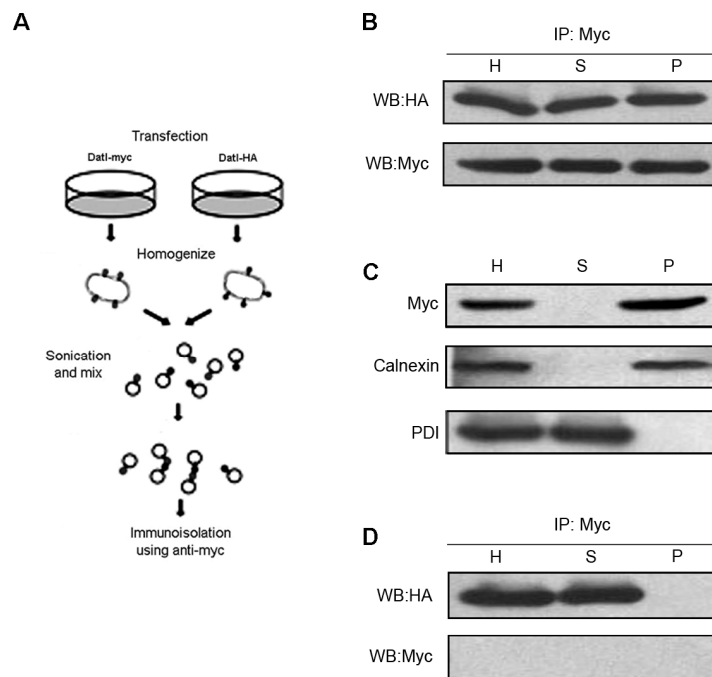 A
Transfection
DatI-myc DatI-HA
Homogenize
Sonication
and mix
Immunoisolation
using anti-myc
B
IP: Myc
H S P
WB:HA
WB:Myc
C
H S P
Myc
Calnexin
PDI
D
IP: Myc
H S P
WB:HA
WB:Myc